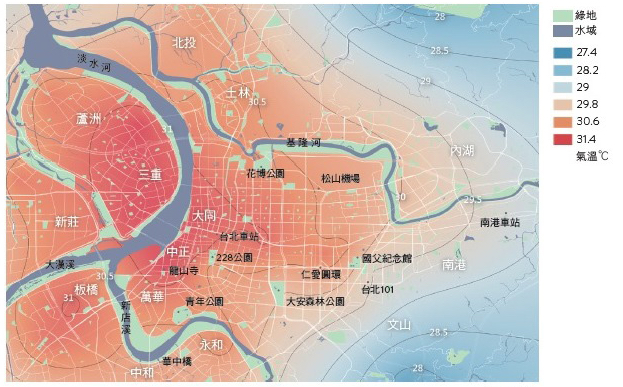 28
北投
28.5
淡水河
29
士林
30.5
蘆洲
31
基隆河
內湖
花博公園
松山機場
三重
30
29.5
大同
新莊
南港車站
台北車站
中正
228公園
國父紀念館
大漢溪
龍山寺
南港
30.5
仁愛圓環
台北101
板橋
31
萬華
青年公園
大安森林公園
新店溪
文山
28.5
永和
華中橋
中和
28
綠地
水域
27.4
28.2
29
29.8
30.6
31.4
氣溫℃